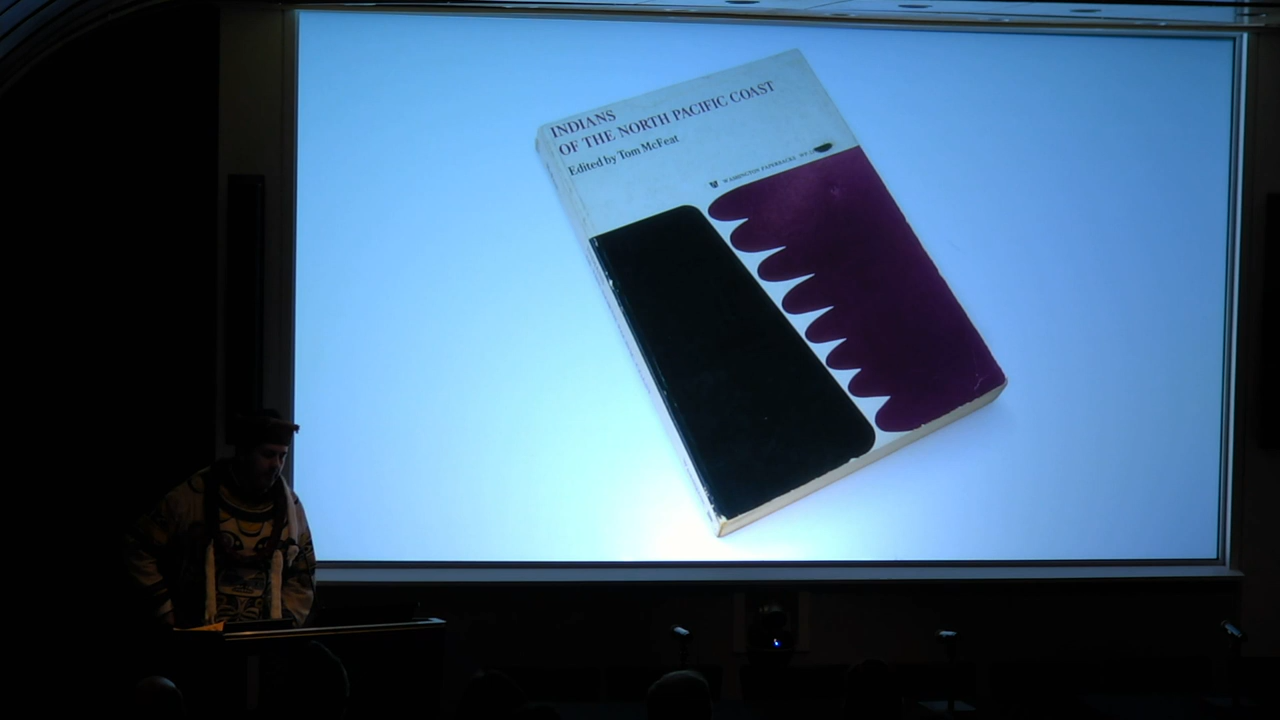 INDIANS
OF THE NORTH PACIFIC COAST
Edited by Tom McFeat
WASHINGTON PAPERBACKS